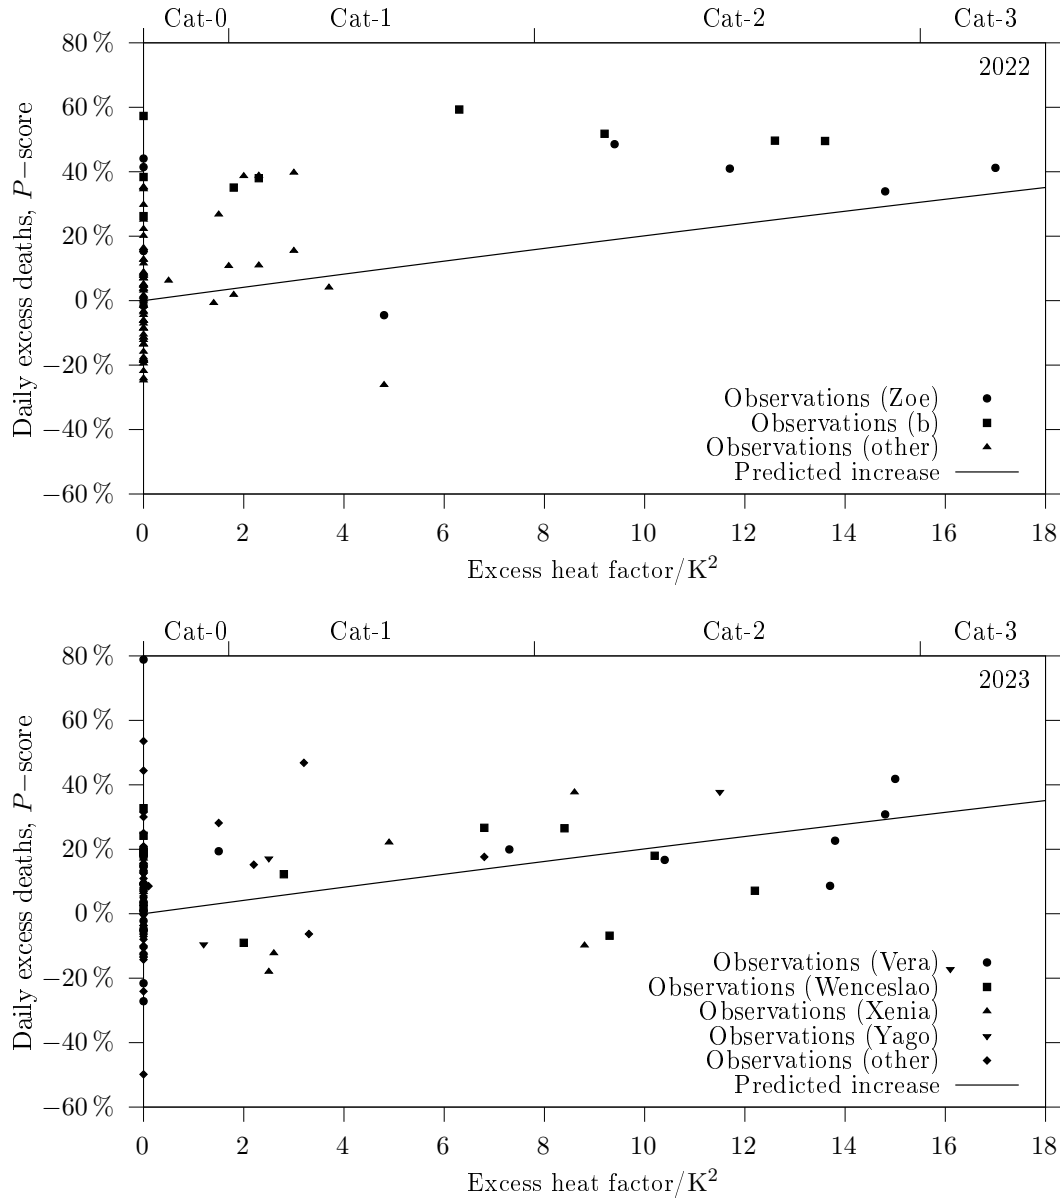 Cat-0 Cat-1 Cat-2 Cat-3
80 %
2022
60 %
40 %
20 %
0 %
−20 %
−40 %
−60 %
Daily excess deaths, P−score
Observations (Zoe)
Observations (b)
Observations (other)
Predicted increase
0 2 4 6 8 10 12 14 16 18
Excess heat factor/K²
Cat-0 Cat-1 Cat-2 Cat-3
80 %
2023
60 %
40 %
20 %
0 %
−20 %
−40 %
−60 %
Daily excess deaths, P−score
Observations (Vera)
Observations (Wenceslao)
Observations (Xenia)
Observations (Yago)
Observations (other)
Predicted increase
0 2 4 6 8 10 12 14 16 18
Excess heat factor/K²